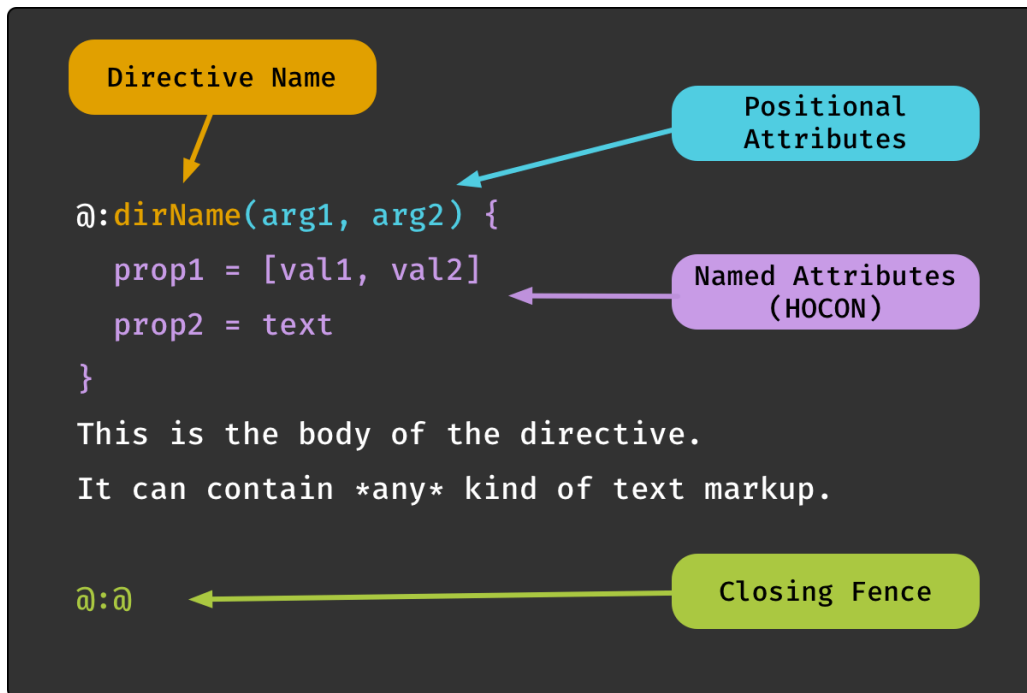 Directive Name
Positional
Attributes
@:dirName(arg1, arg2) {
prop1 = [val1, val2]
Named Attributes
(HOCON)
prop2 = text
}
This is the body of the directive.
It can contain *any* kind of text markup.
@:@
Closing Fence